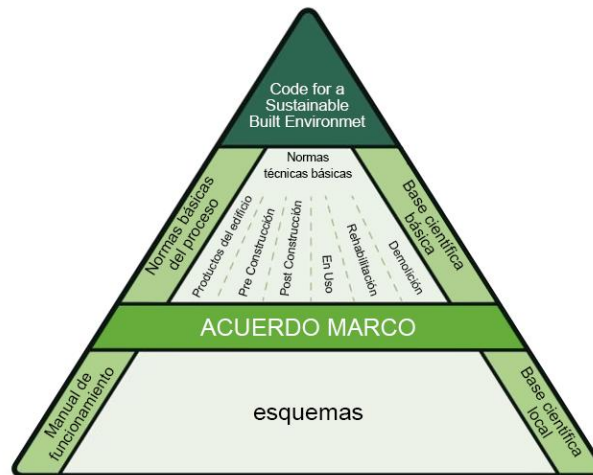 Code for a
Sustainable
Built Environmet
Normas
técnicas básicas
Normas básicas
del proceso
Base científica
básica
Productos del edificio
Pre Construcción
Post Construcción
En Uso
Rehabilitación
Demolición
ACUERDO MARCO
Manual de
funcionamiento
esquemas
Base científica
local